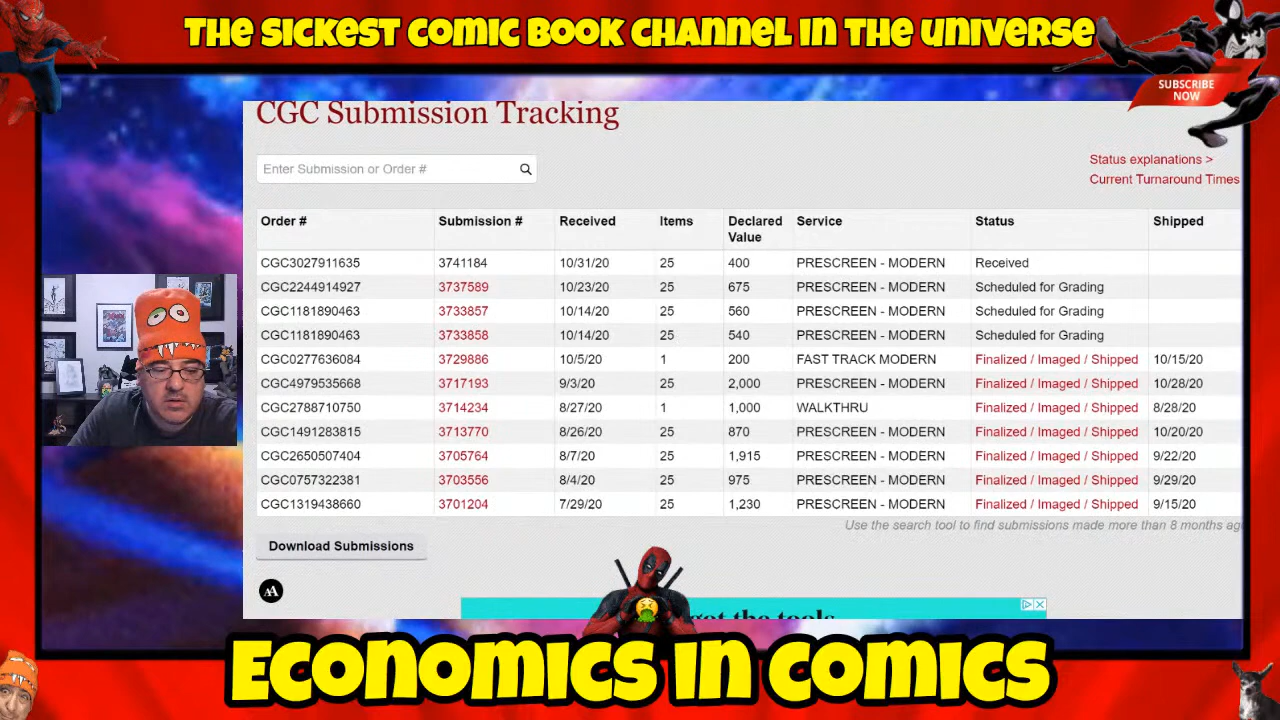 THE SICKEST COMIC BOOK CHANNEL IN THE UNIVERSE
SUBSCRIBE
NOW
CGC Submission Tracking
Enter Submission or Order #
Status explanations >
Current Turnaround Times
Order # Submission # Received Items Declared Value Service Status Shipped
CGC3027911635 3741184 10/31/20 25 400 PRESCREEN - MODERN Received
CGC2244914927 3737589 10/23/20 25 675 PRESCREEN - MODERN Scheduled for Grading
CGC1181890463 3733857 10/14/20 25 560 PRESCREEN - MODERN Scheduled for Grading
CGC1181890463 3733858 10/14/20 25 540 PRESCREEN - MODERN Scheduled for Grading
CGC0277636084 3729886 10/5/20 1 200 FAST TRACK MODERN Finalized / Imaged / Shipped 10/15/20
CGC4979535668 3717193 9/3/20 25 2,000 PRESCREEN - MODERN Finalized / Imaged / Shipped 10/28/20
CGC2788710750 3714234 8/27/20 1 1,000 WALKTHRU Finalized / Imaged / Shipped 8/28/20
CGC1491283815 3713770 8/26/20 25 870 PRESCREEN - MODERN Finalized / Imaged / Shipped 10/20/20
CGC2650507404 3705764 8/7/20 25 1,915 PRESCREEN - MODERN Finalized / Imaged / Shipped 9/22/20
CGC0757322381 3703556 8/4/20 25 975 PRESCREEN - MODERN Finalized / Imaged / Shipped 9/29/20
CGC1319438660 3701204 7/29/20 25 1,230 PRESCREEN - MODERN Finalized / Imaged / Shipped 9/15/20
Use the search tool to find submissions made more than 8 months ag
Download Submissions
AA
got the tools
ECONOMICS IN COMICS